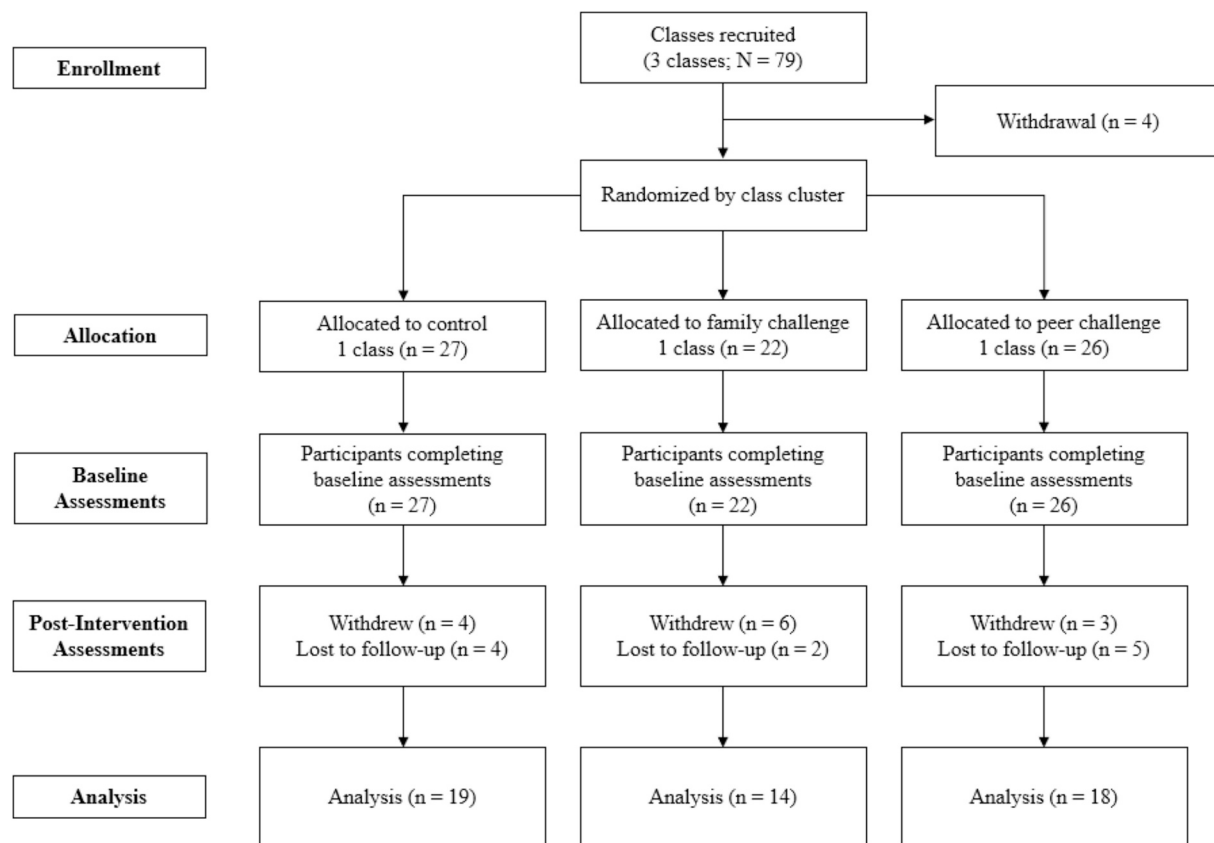 Enrollment
Classes recruited
(3 classes; N = 79)
Withdrawal (n = 4)
Randomized by class cluster
Allocation
Allocated to control
1 class (n = 27)
Allocated to family challenge
1 class (n = 22)
Allocated to peer challenge
1 class (n = 26)
Baseline
Assessments
Participants completing
baseline assessments
(n = 27)
Participants completing
baseline assessments
(n = 22)
Participants completing
baseline assessments
(n = 26)
Post-Intervention
Assessments
Withdrew (n = 4)
Lost to follow-up (n = 4)
Withdrew (n = 6)
Lost to follow-up (n = 2)
Withdrew (n = 3)
Lost to follow-up (n = 5)
Analysis
Analysis (n = 19)
Analysis (n = 14)
Analysis (n = 18)